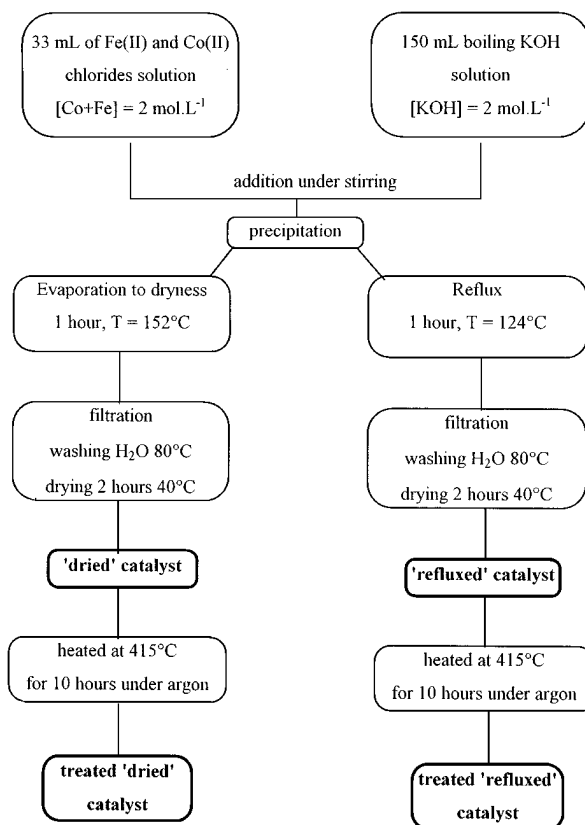 33 mL of Fe(II) and Co(II)
chlorides solution
[Co+Fe] = 2 mol.L⁻¹
150 mL boiling KOH
solution
[KOH] = 2 mol.L⁻¹
addition under stirring
precipitation
Evaporation to dryness
1 hour, T = 152°C
Reflux
1 hour, T = 124°C
filtration
washing H₂O 80°C
drying 2 hours 40°C
filtration
washing H₂O 80°C
drying 2 hours 40°C
'dried' catalyst
'refluxed' catalyst
heated at 415°C
for 10 hours under argon
heated at 415°C
for 10 hours under argon
treated 'dried'
catalyst
treated 'refluxed'
catalyst